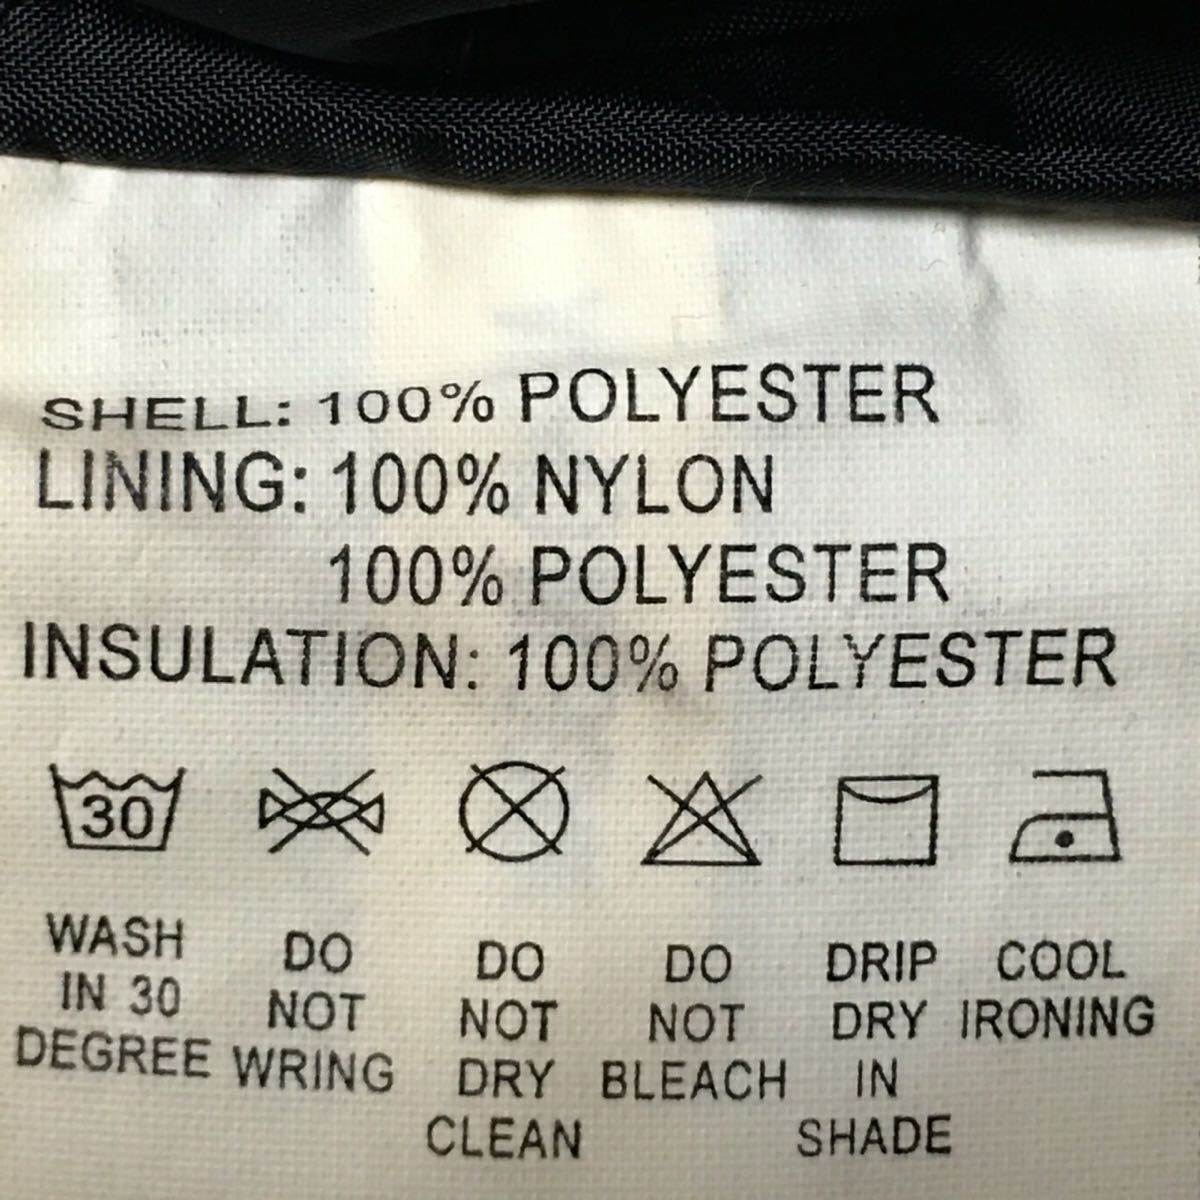 SHELL: 100% POLYESTER
LINING: 100% NYLON
100% POLYESTER
INSULATION: 100% POLYESTER
30
WASH
IN 30
DEGREE
DO
NOT
WRING
DO
NOT
DRY
CLEAN
DO
NOT
BLEACH
DRIP
DRY
IN
SHADE
COOL
IRONING